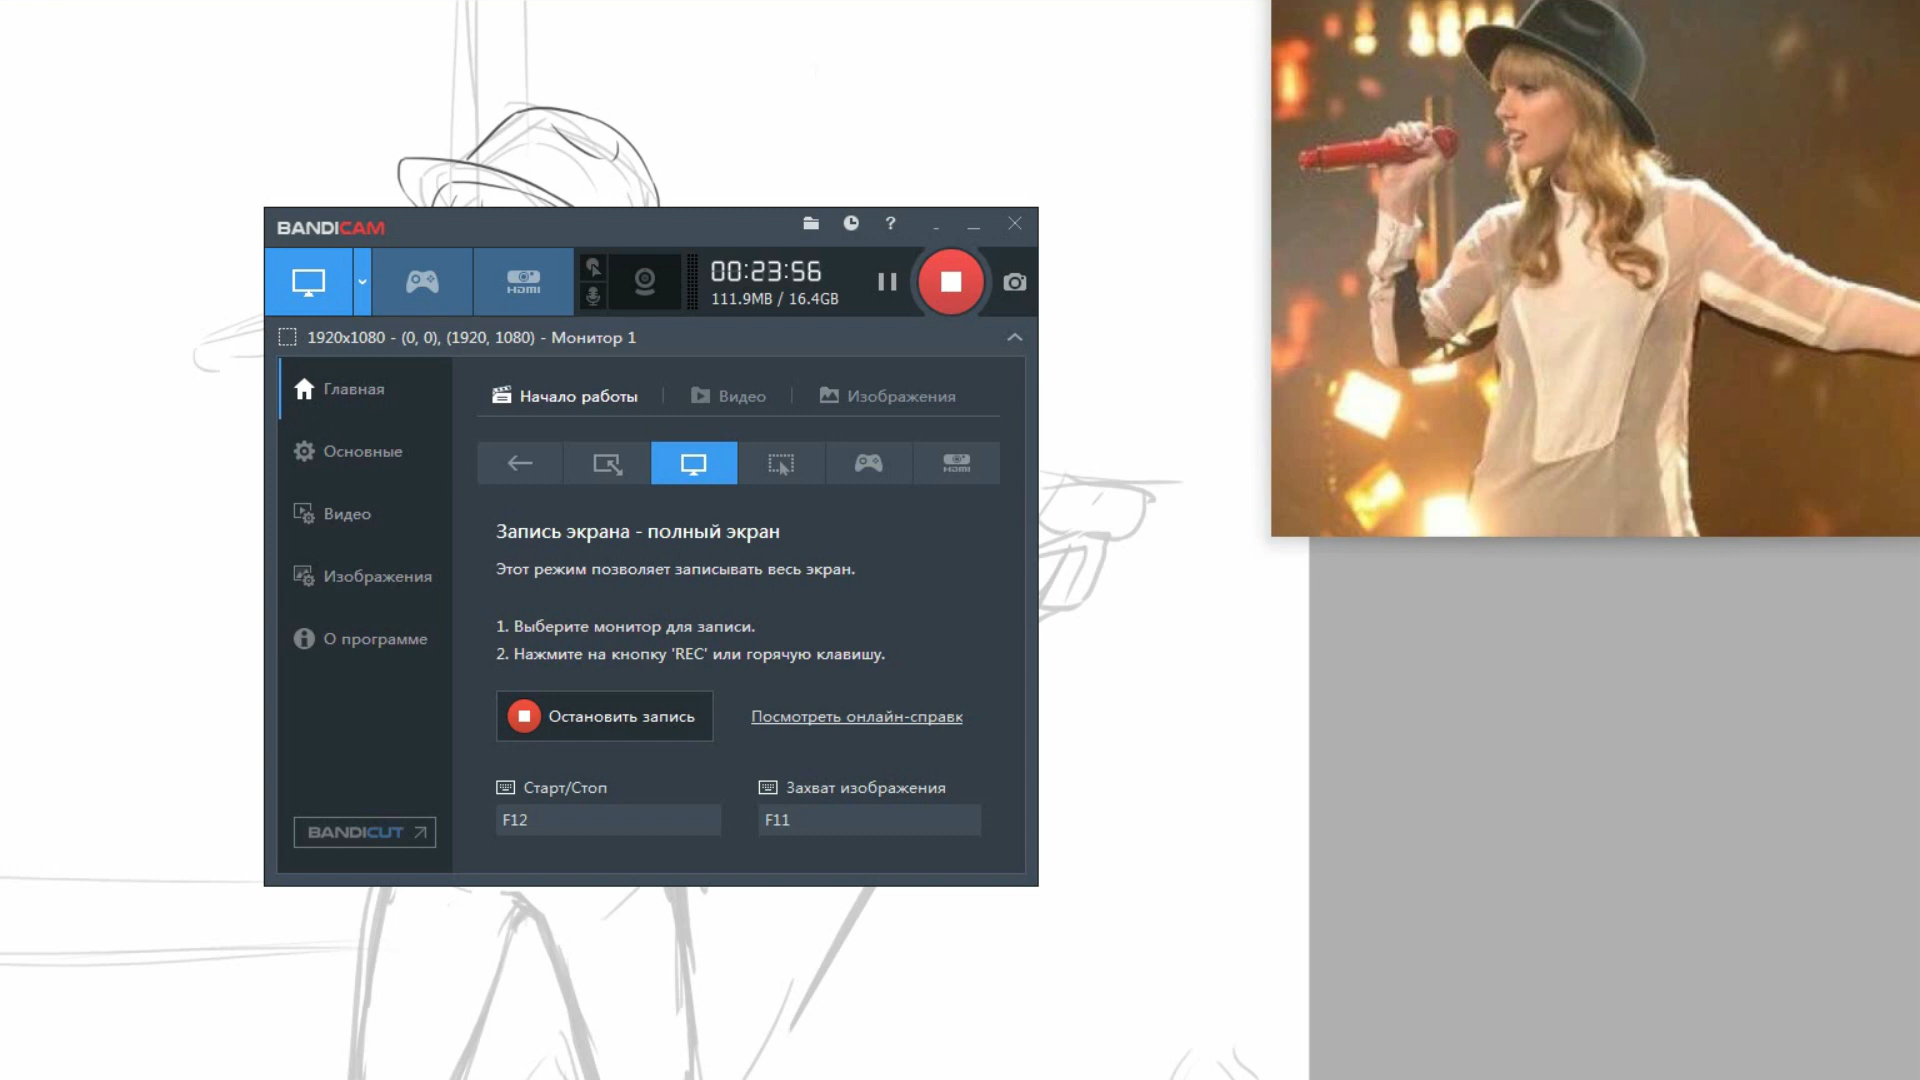 BANDICAM
?
HDMI
00:23:56
111.9MB / 16.4GB
1920x1080 - (0, 0), (1920, 1080) - Монитор 1
Главная
Основные
Видео
Изображения
О программе
BANDICUT
Начало работы
Видео
Изображения
HDMI
Запись экрана - полный экран
Этот режим позволяет записывать весь экран.
1. Выберите монитор для записи.
2. Нажмите на кнопку 'REC' или горячую клавишу.
Остановить запись
Посмотреть онлайн-справк
Старт/Стоп
Захват изображения
F12
F11